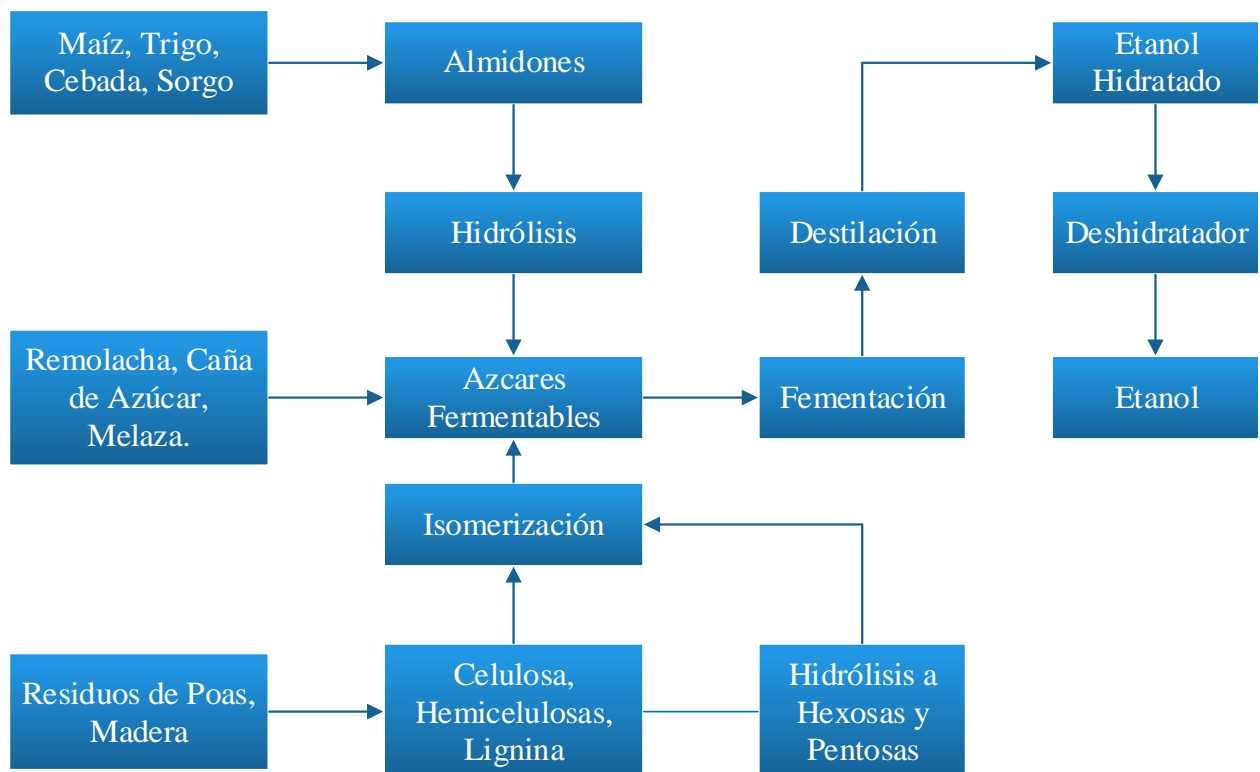 Maíz, Trigo,
Cebada, Sorgo
Almidones
Etanol
Hidratado
Hidrólisis
Destilación
Deshidratador
Remolacha, Caña
de Azúcar,
Melaza.
Azcares
Fermentables
Fementación
Etanol
Isomerización
Residuos de Poas,
Madera
Celulosa,
Hemicelulosas,
Lignina
Hidrólisis a
Hexosas y
Pentosas